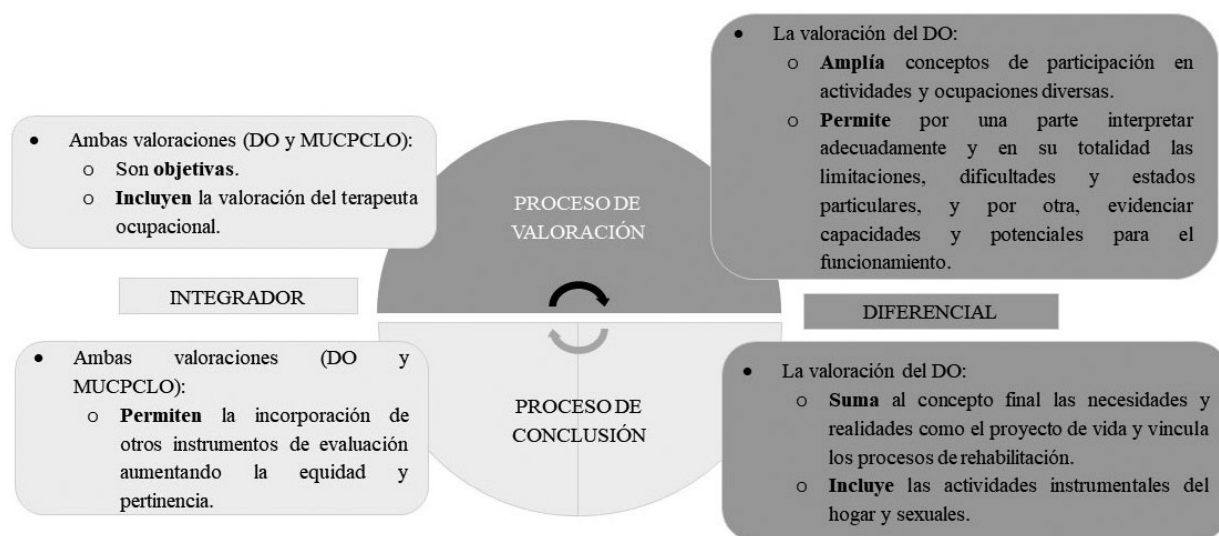 • Ambas valoraciones (DO y MUCPCLO):
o Son objetivas.
o Incluyen la valoración del terapeuta
ocupacional.
INTEGRADOR
• Ambas valoraciones (DO y
MUCPCLO):
o Permiten la incorporación de
otros instrumentos de evaluación
aumentando la equidad y
pertinencia.
PROCESO DE
VALORACIÓN
PROCESO DE
CONCLUSIÓN
• La valoración del DO:
o Amplía conceptos de participación en
actividades y ocupaciones diversas.
o Permite por una parte interpretar
adecuadamente y en su totalidad las
limitaciones, dificultades y estados
particulares, y por otra, evidenciar
capacidades y potenciales para el
funcionamiento.
DIFERENCIAL
• La valoración del DO:
o Suma al concepto final las necesidades y
realidades como el proyecto de vida y vincula
los procesos de rehabilitación.
o Incluye las actividades instrumentales del
hogar y sexuales.